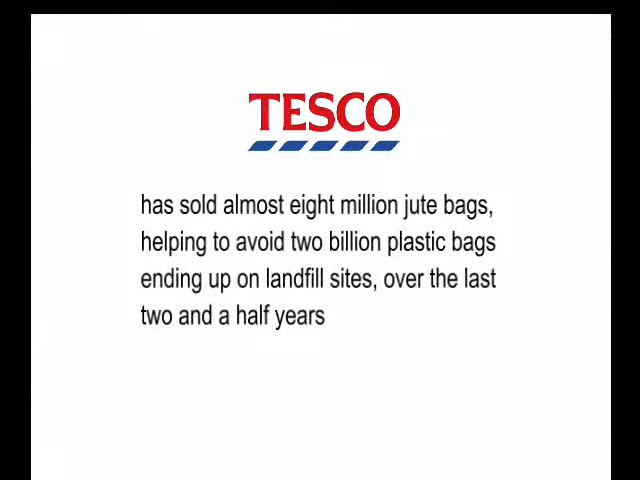 TESCO
has sold almost eight million jute bags,
helping to avoid two billion plastic bags
ending up on landfill sites, over the last
two and a half years